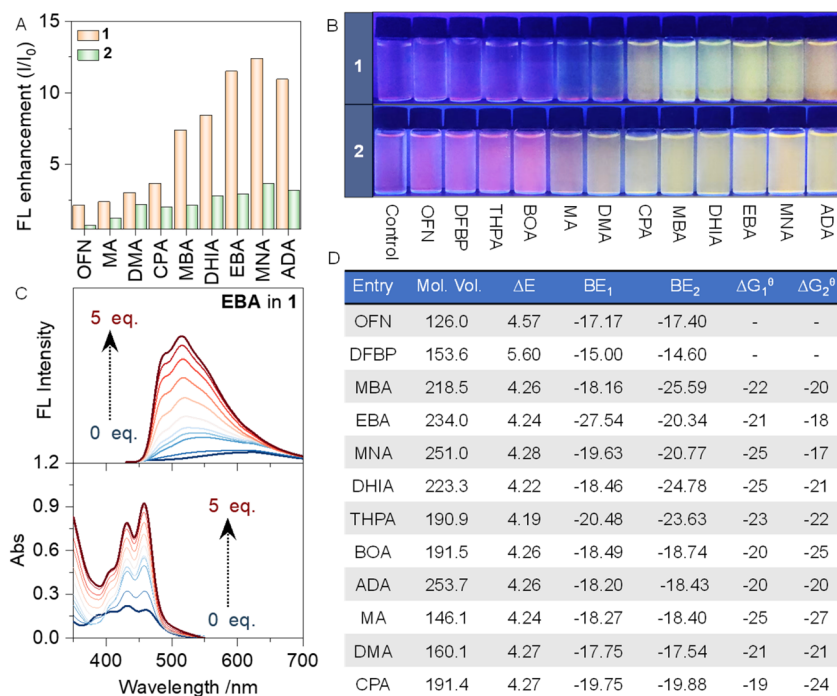 A
15
10
5
FL enhancement (I/I₀)
1
2
OFN
MA
DMA
CPA
MBA
DHIA
EBA
MNA
ADA
B
1
2
Control
OFN
DFBP
THPA
BOA
MA
DMA
CPA
MBA
DHIA
EBA
MNA
ADA
C
EBA in 1
5 eq.
0 eq.
FL Intensity
1.2
0.9
0.6
0.3
0.0
Abs
5 eq.
0 eq.
400 500 600 700
Wavelength /nm
D
Entry Mol. Vol. ΔE BE₁ BE₂ ΔG₁θ ΔG₂θ
OFN 126.0 4.57 -17.17 -17.40 - -
DFBP 153.6 5.60 -15.00 -14.60 - -
MBA 218.5 4.26 -18.16 -25.59 -22 -20
EBA 234.0 4.24 -27.54 -20.34 -21 -18
MNA 251.0 4.28 -19.63 -20.77 -25 -17
DHIA 223.3 4.22 -18.46 -24.78 -25 -21
THPA 190.9 4.19 -20.48 -23.63 -23 -22
BOA 191.5 4.26 -18.49 -18.74 -20 -25
ADA 253.7 4.26 -18.20 -18.43 -20 -20
MA 146.1 4.24 -18.27 -18.40 -25 -27
DMA 160.1 4.27 -17.75 -17.54 -21 -21
CPA 191.4 4.27 -19.75 -19.88 -19 -24